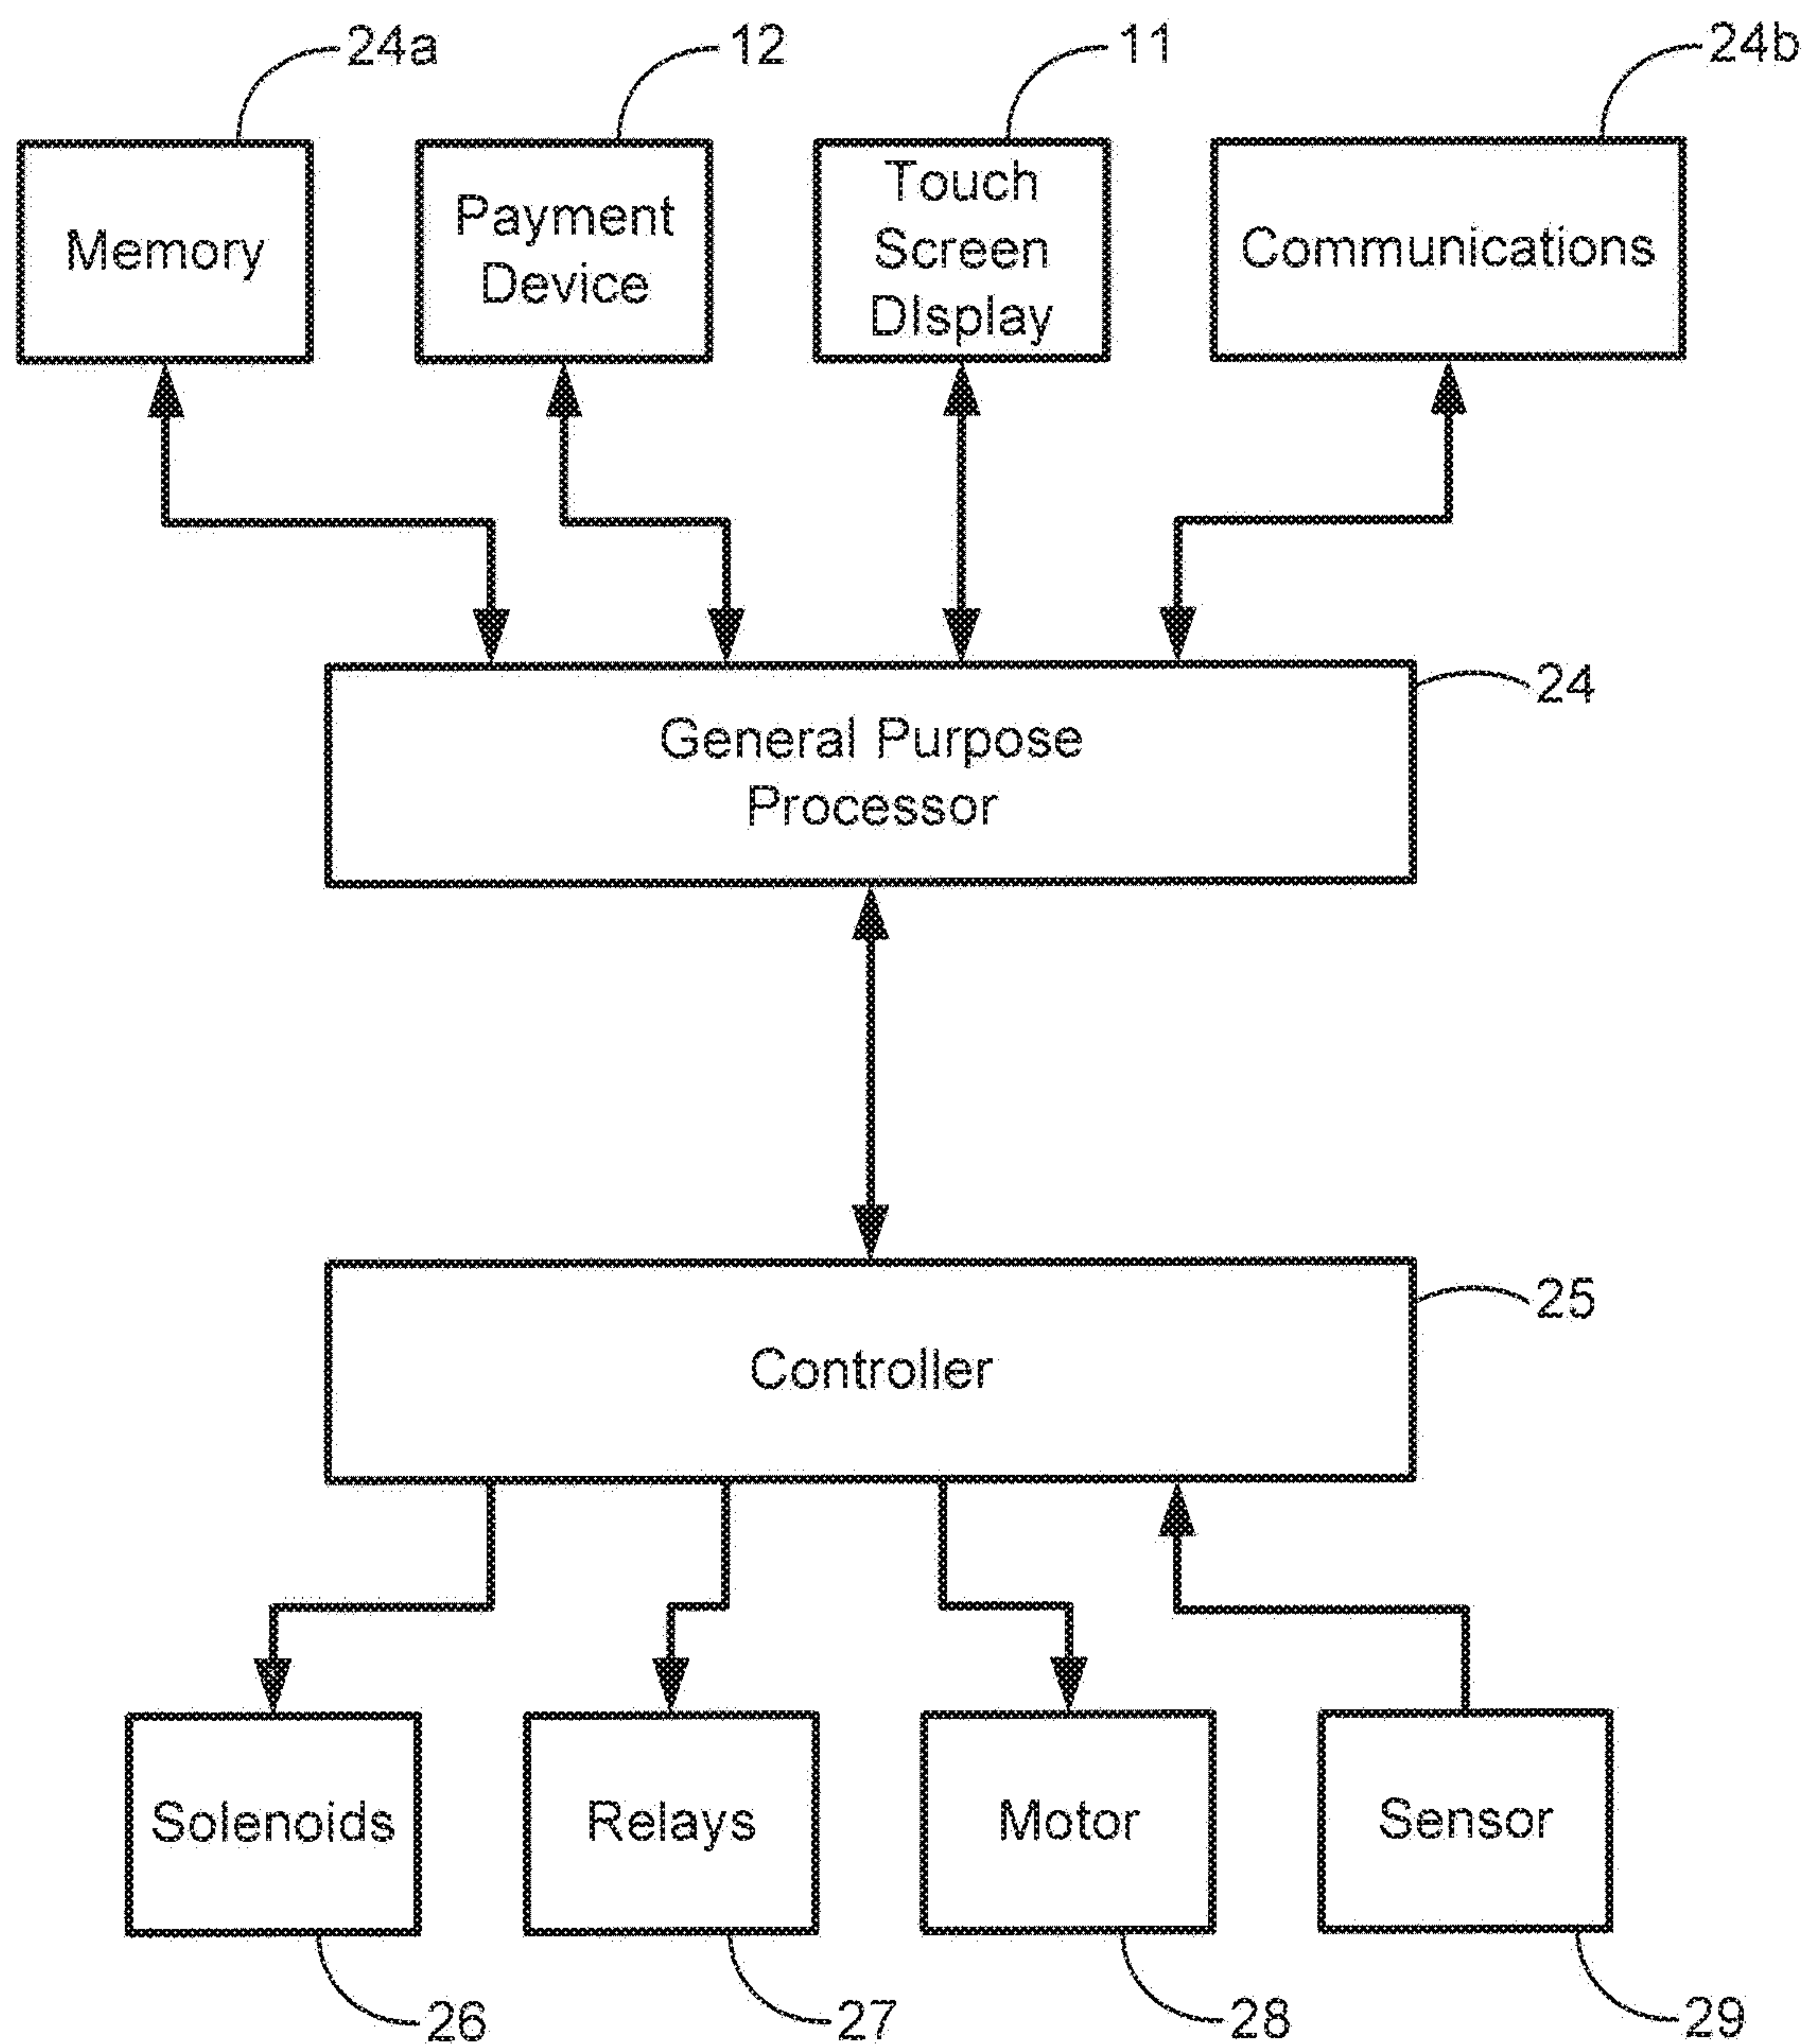 24a
12
11
24b
Memory
Payment
Device
Touch
Screen
DIsplay
Communications
24
General Purpose
Processor
25
Controller
Solenoids
Relays
Motor
Sensor
26
27
28
29